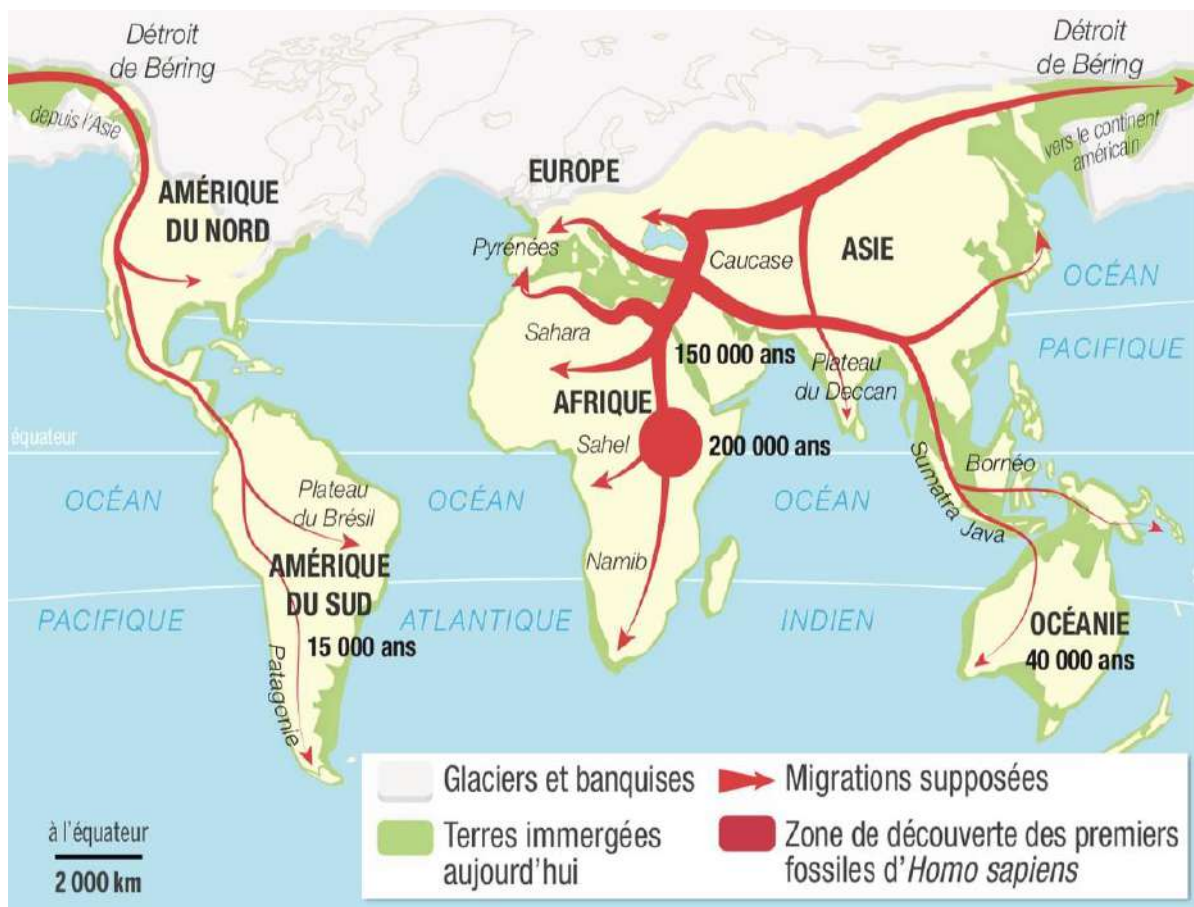 Détroit
de Béring
Détroit
de Béring
depuis l'Asie
vers le continent
américain
EUROPE
AMÉRIQUE
DU NORD
Pyrénées
Caucase
ASIE
OCÉAN
PACIFIQUE
Sahara
150 000 ans
Plateau
du Deccan
AFRIQUE
équateur
Sahel
200 000 ans
Sumatra
Bornéo
Java
OCÉAN
Plateau
du Brésil
OCÉAN
OCÉAN
Namib
AMÉRIQUE
DU SUD
PACIFIQUE
ATLANTIQUE
INDIEN
OCÉANIE
15 000 ans
40 000 ans
Patagonie
Glaciers et banquises
Migrations supposées
Terres immergées
aujourd'hui
Zone de découverte des premiers
fossiles d'Homo sapiens
à l'équateur
2 000 km